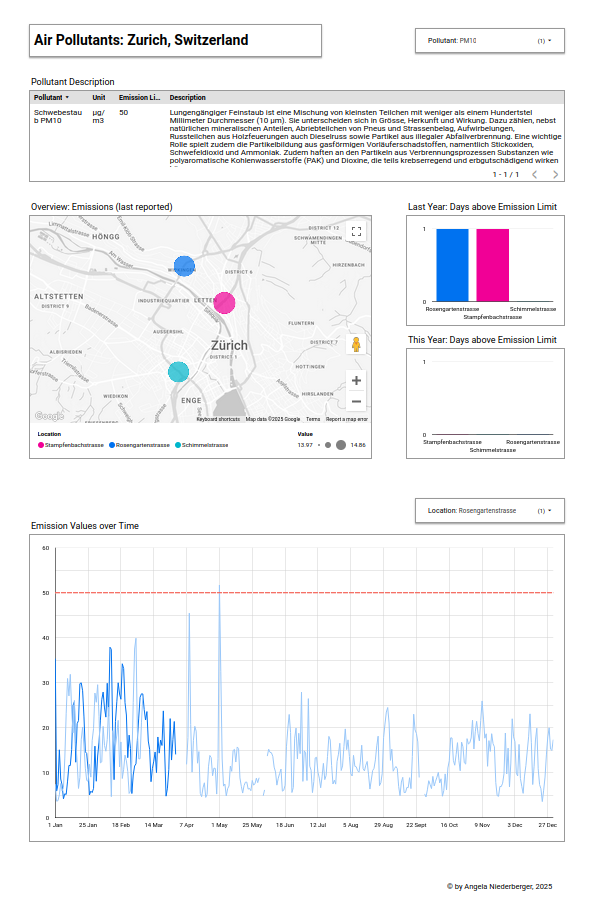 Air Pollutants: Zurich, Switzerland
Pollutant: PM10 (1)
Pollutant Description
Pollutant Unit Emission Li... Description
Schwebestau
b PM10
µg/
m3
50
Lungengängiger Feinstaub ist eine Mischung von kleinsten Teilchen mit weniger als einem Hundertstel
Millimeter Durchmesser (10 µm). Sie unterscheiden sich in Grösse, Herkunft und Wirkung. Dazu zählen, nebst
natürlichen mineralischen Anteilen, Abriebteilchen von Pneus und Strassenbelag, Aufwirbelungen,
Russteilchen aus Holzfeuerungen auch Dieselruss sowie Partikel aus illegaler Abfallverbrennung. Eine wichtige
Rolle spielt zudem die Partikelbildung aus gasförmigen Vorläuferschadstoffen, namentlich Stickoxiden,
Schwefeldioxid und Ammoniak. Zudem haften an den Partikeln aus Verbrennungsprozessen Substanzen wie
polyaromatische Kohlenwasserstoffe (PAK) und Dioxine, die teils krebserregend und erbgutschädigend wirken
1 - 1 / 1
Overview: Emissions (last reported)
HÖNGG
DISTRICT 12
SCHWAMENDINGEN
MITTE
HIRZENBACH
DISTRICT 6
ALTSTETTEN
DISTRICT 9
INDUSTRIEQUARTIER
LETTEN
Limmattalstrasse
Am Wasser
Badenerstrasse
AUSSERSIHL
FLUNTERN
Zürich
DISTRICT 7
DISTRICT 1
ALBISRIEDEN
HOTTINGEN
WIEDIKON
HIRSLANDEN
ENGE
Google
Keyboard shortcuts Map data ©2025 Google Terms Report a map error
Location
Stampfenbachstrasse Rosengartenstrasse Schimmelstrasse
Value
13.97 14.86
Last Year: Days above Emission Limit
1
0
Rosengartenstrasse
Stampfenbachstrasse
Schimmelstrasse
This Year: Days above Emission Limit
1
0
Stampfenbachstrasse
Schimmelstrasse
Rosengartenstrasse
Location: Rosengartenstrasse (1)
Emission Values over Time
60
50
40
30
20
10
0
1 Jan 25 Jan 18 Feb 14 Mar 7 Apr 1 May 25 May 18 Jun 12 Jul 5 Aug 29 Aug 22 Sept 16 Oct 9 Nov 3 Dec 27 Dec
© by Angela Niederberger, 2025